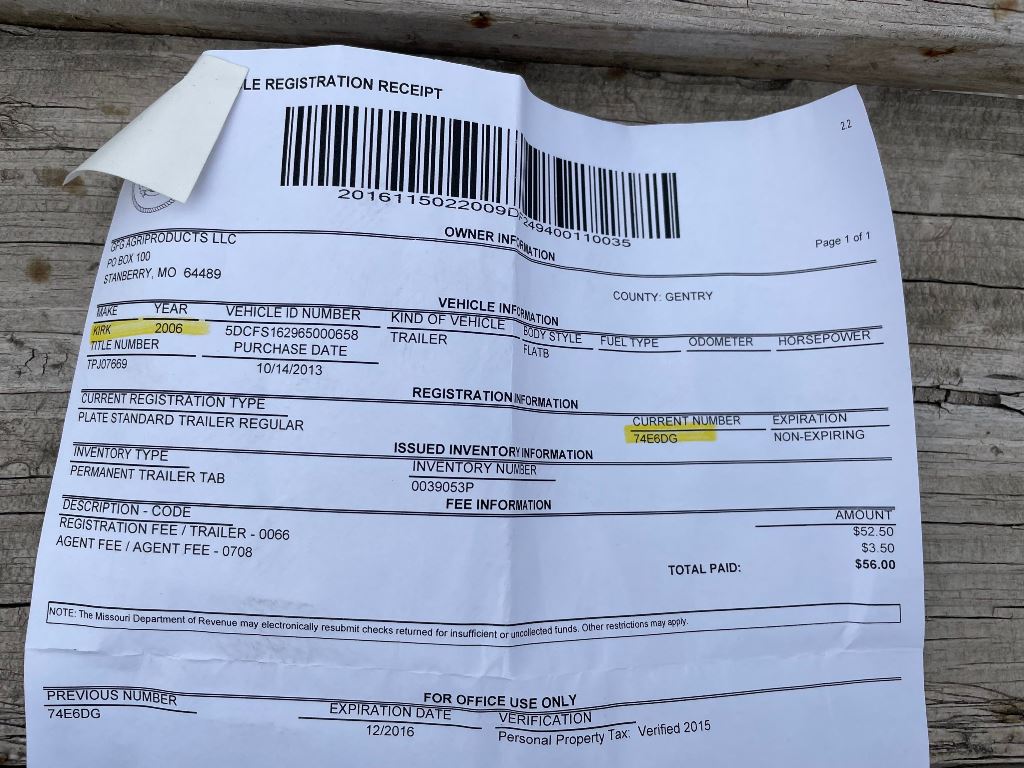 LE REGISTRATION RECEIPT
2.2
2016115022009D 249400110035
OWNER INFORMATION
Page 1 of 1
GFG AGRIPRODUCTS LLC
PO BOX 100
STANBERRY, MO 64489
COUNTY: GENTRY
VEHICLE INFORMATION
MAKE YEAR VEHICLE ID NUMBER KIND OF VEHICLE BODY STYLE FUEL TYPE ODOMETER HORSEPOWER
KIRK 2006 5DCFS162965000658 TRAILER FLATB
TITLE NUMBER PURCHASE DATE
TPJ07669 10/14/2013
REGISTRATION INFORMATION
CURRENT REGISTRATION TYPE CURRENT NUMBER EXPIRATION
PLATE STANDARD TRAILER REGULAR 74E6DG NON-EXPIRING
ISSUED INVENTORY INFORMATION
INVENTORY TYPE INVENTORY NUMBER
PERMANENT TRAILER TAB 0039053P
FEE INFORMATION
DESCRIPTION - CODE AMOUNT
REGISTRATION FEE / TRAILER - 0066 $52.50
AGENT FEE / AGENT FEE - 0708 $3.50
TOTAL PAID: $56.00
NOTE: The Missouri Department of Revenue may electronically resubmit checks returned for insufficient or uncollected funds. Other restrictions may apply.
FOR OFFICE USE ONLY
PREVIOUS NUMBER EXPIRATION DATE VERIFICATION
74E6DG 12/2016 Personal Property Tax: Verified 2015